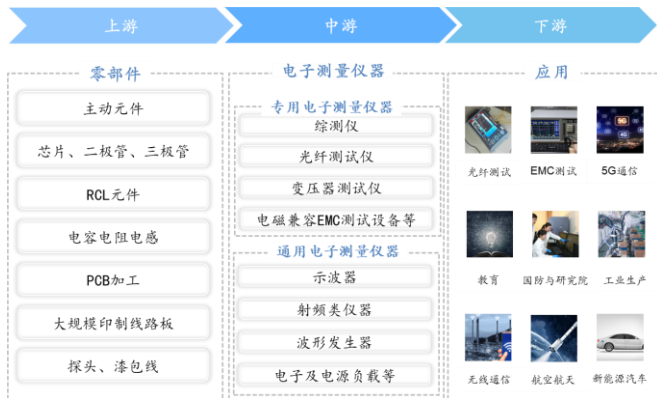 上游
中游
下游
零部件
主动元件
芯片、二极管、三极管
RCL元件
电容电阻电感
PCB加工
大规模印制线路板
探头、漆包线
电子测量仪器
专用电子测量仪器
综测仪
光纤测试仪
变压器测试仪
电磁兼容EMC测试设备等
通用电子测量仪器
示波器
射频类仪器
波形发生器
电子及电源负载等
应用
光纤测试
EMC测试
5G通信
教育
国防与研究院
工业生产
无线通信
航空航天
新能源汽车